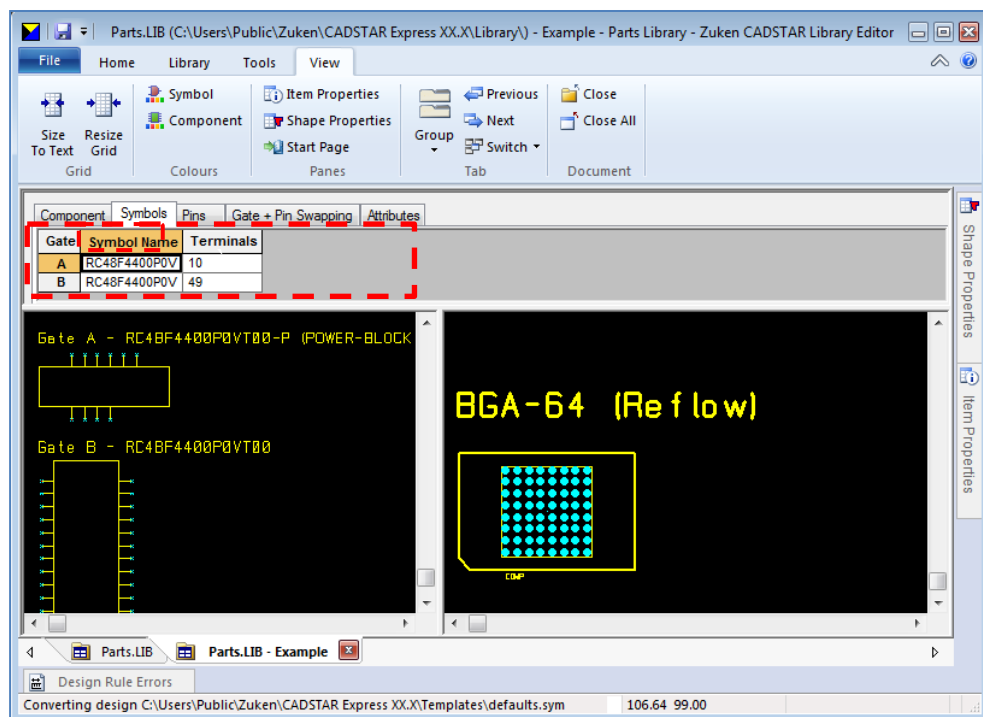 Parts.LIB (C:\Users\Public\Zuken\CADSTAR Express XX.X\Library\) - Example - Parts Library - Zuken CADSTAR Library Editor
File Home Library Tools View
Size To Text
Resize Grid
Grid
Symbol
Component
Colours
Item Properties
Shape Properties
Start Page
Panes
Group
Previous
Next
Switch
Tab
Close
Close All
Document
Component Symbols Pins Gate + Pin Swapping Attributes
Gate Symbol Name Terminals
A RC48F4400P0V 10
B RC48F4400P0V 49
Gate A - RC48F4400P0VT00-P (POWER-BLOCK
Gate B - RC48F4400P0VT00
BGA-64 (Reflow)
COMP
Shape Properties
Item Properties
Parts.LIB Parts.LIB - Example
Design Rule Errors
Converting design C:\Users\Public\Zuken\CADSTAR Express XX.X\Templates\defaults.sym 106.64 99.00